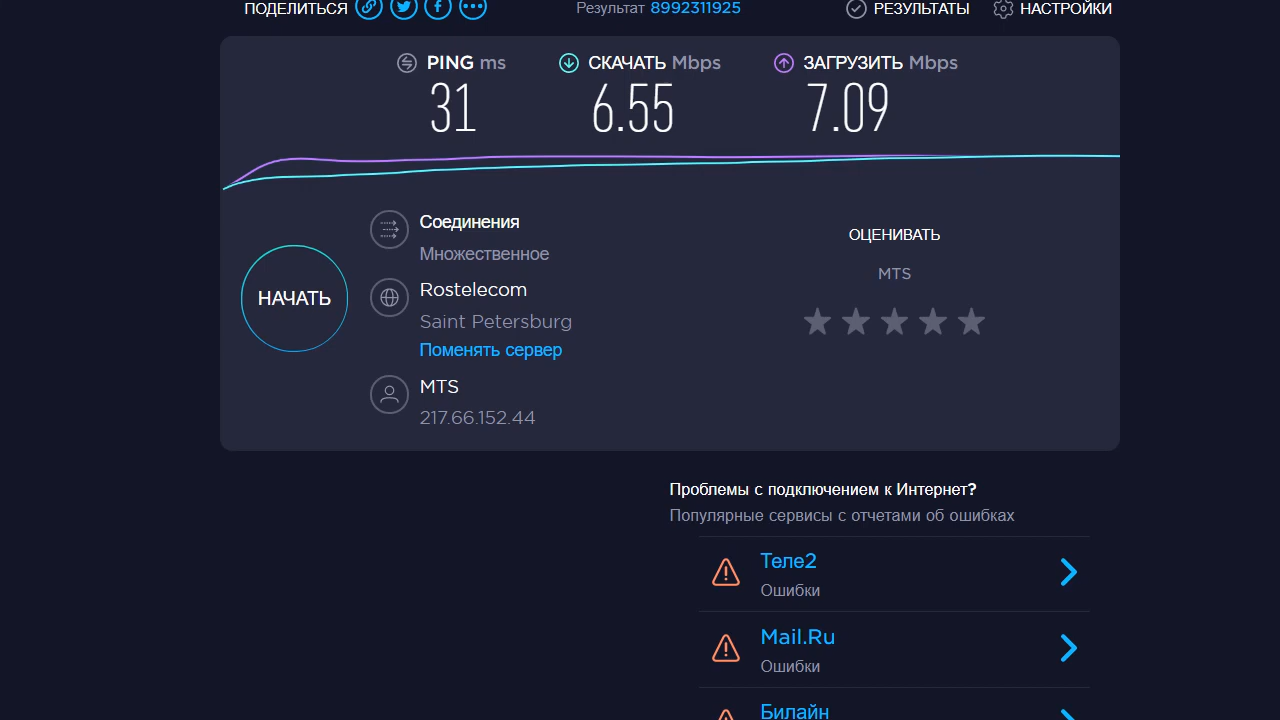 ПОДЕЛИТЬСЯ Результат 8992311925 РЕЗУЛЬТАТЫ НАСТРОЙКИ
PING ms СКАЧАТЬ Mbps ЗАГРУЗИТЬ Mbps
31 6.55 7.09
Соединения
Множественное
Rostelecom
Saint Petersburg
Поменять сервер
MTS
217.66.152.44
НАЧАТЬ
ОЦЕНИВАТЬ
MTS
Проблемы с подключением к Интернет?
Популярные сервисы с отчетами об ошибках
Теле2
Ошибки
Mail.Ru
Ошибки
Билайн